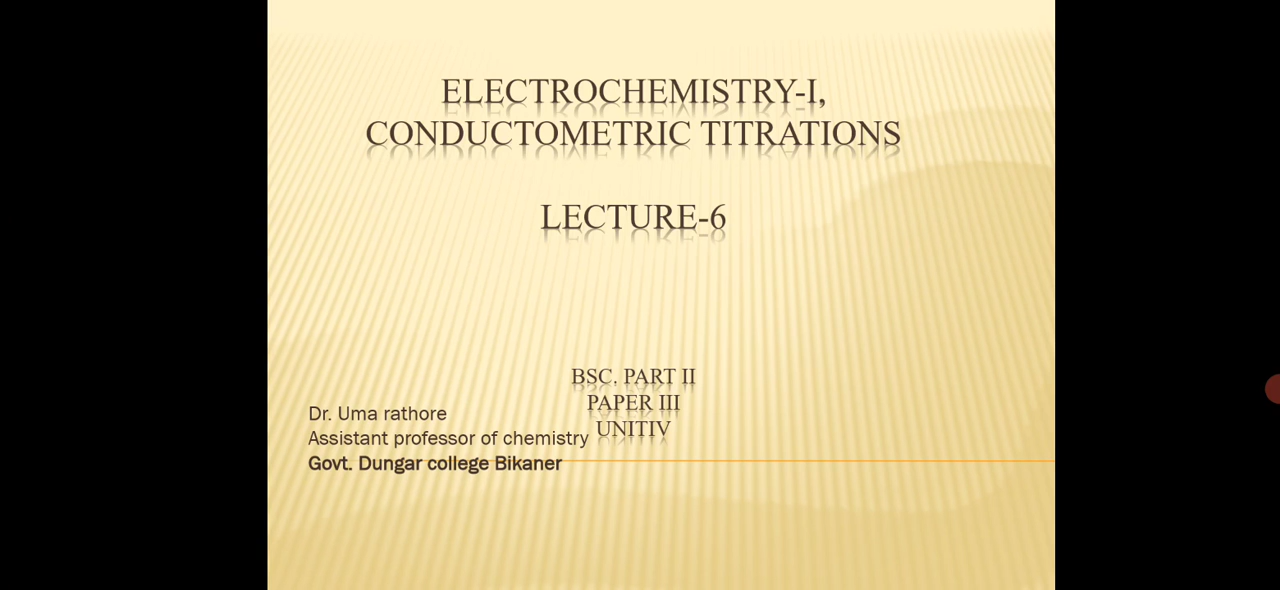 ELECTROCHEMISTRY-I,
CONDUCTOMETRIC TITRATIONS
LECTURE-6
BSC. PART II
PAPER III
UNITIV
Dr. Uma rathore
Assistant professor of chemistry
Govt. Dungar college Bikaner